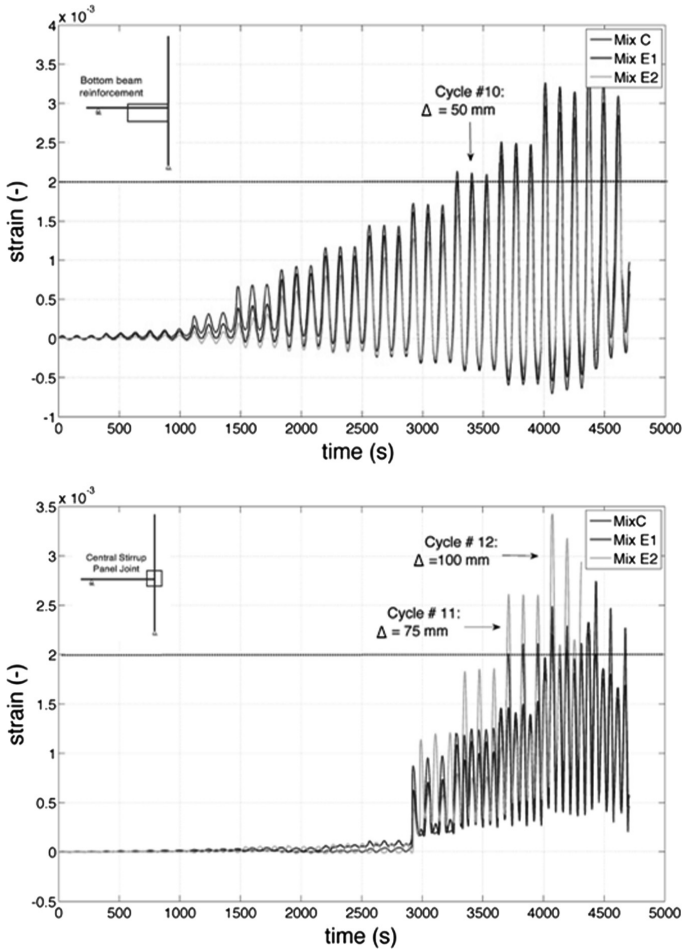 4 x 10⁻³
Mix C
Mix E1
Mix E2
Bottom beam
reinforcement
Cycle #10:
Δ = 50 mm
3.5
3
2.5
2
1.5
1
0.5
0
-0.5
-1
strain (-)
0 500 1000 1500 2000 2500 3000 3500 4000 4500 5000
time (s)
3.5 x 10⁻³
MixC
Mix E1
Mix E2
Central Stirrup
Panel Joint
Cycle # 12:
Δ =100 mm
Cycle # 11:
Δ = 75 mm
3
2.5
2
1.5
1
0.5
0
-0.5
strain (-)
0 500 1000 1500 2000 2500 3000 3500 4000 4500 5000
time (s)